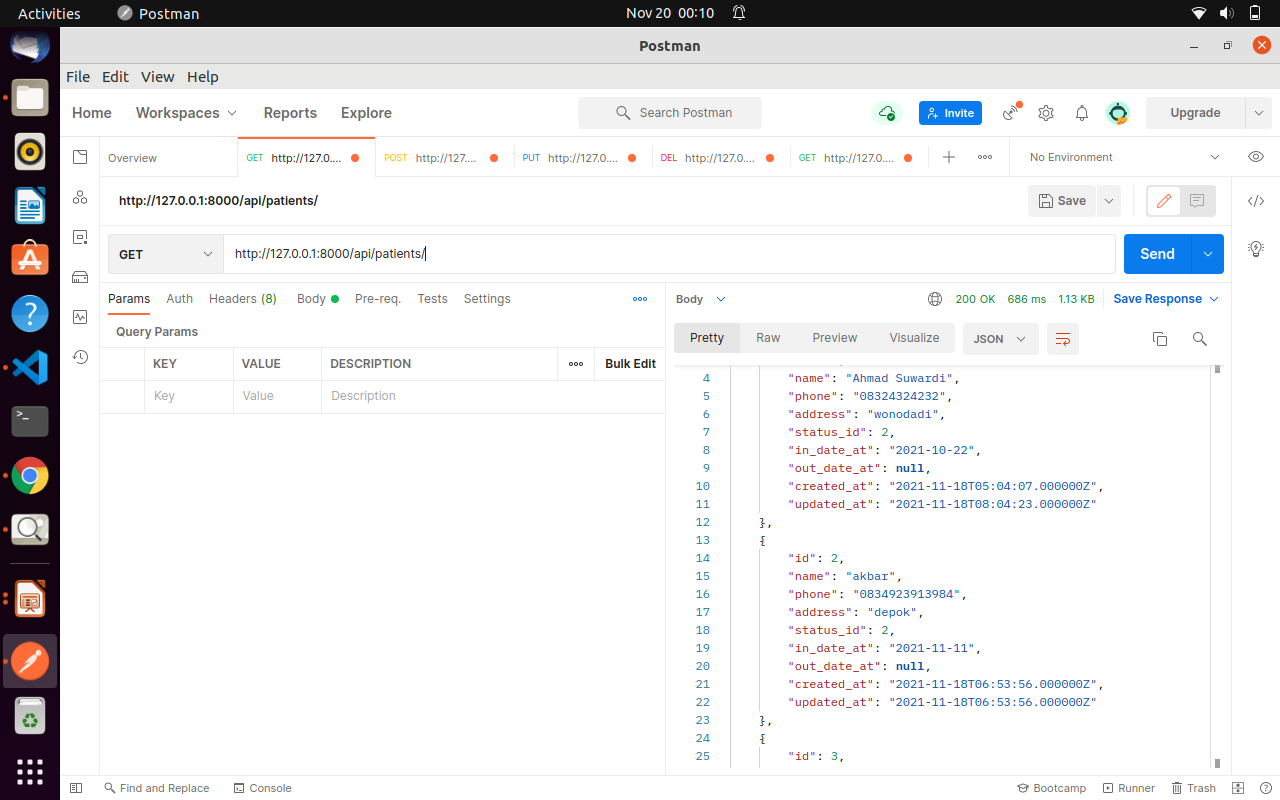 Activities Postman Nov 20 00:10
Postman
File Edit View Help
Home Workspaces Reports Explore Search Postman Invite Upgrade
Overview GET http://127.0.... POST http://127.... PUT http://127.0.... DEL http://127.0.... GET http://127.0.... No Environment
http://127.0.0.1:8000/api/patients/ Save
GET http://127.0.0.1:8000/api/patients/ Send
Params Auth Headers (8) Body Pre-req. Tests Settings
Query Params
KEY VALUE DESCRIPTION Bulk Edit
Key Value Description
Body 200 OK 686 ms 1.13 KB Save Response
Pretty Raw Preview Visualize JSON
4 "name": "Ahmad Suwardi",
5 "phone": "08324324232",
6 "address": "wonodadi",
7 "status_id": 2,
8 "in_date_at": "2021-10-22",
9 "out_date_at": null,
10 "created_at": "2021-11-18T05:04:07.000000Z",
11 "updated_at": "2021-11-18T08:04:23.000000Z"
12 },
13 {
14 "id": 2,
15 "name": "akbar",
16 "phone": "0834923913984",
17 "address": "depok",
18 "status_id": 2,
19 "in_date_at": "2021-11-11",
20 "out_date_at": null,
21 "created_at": "2021-11-18T06:53:56.000000Z",
22 "updated_at": "2021-11-18T06:53:56.000000Z"
23 },
24 {
25 "id": 3,
Find and Replace Console Bootcamp Runner Trash